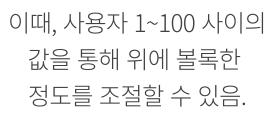 이때, 사용자 1~100 사이의
값을 통해 위에 볼록한
정도를 조절할 수 있음.